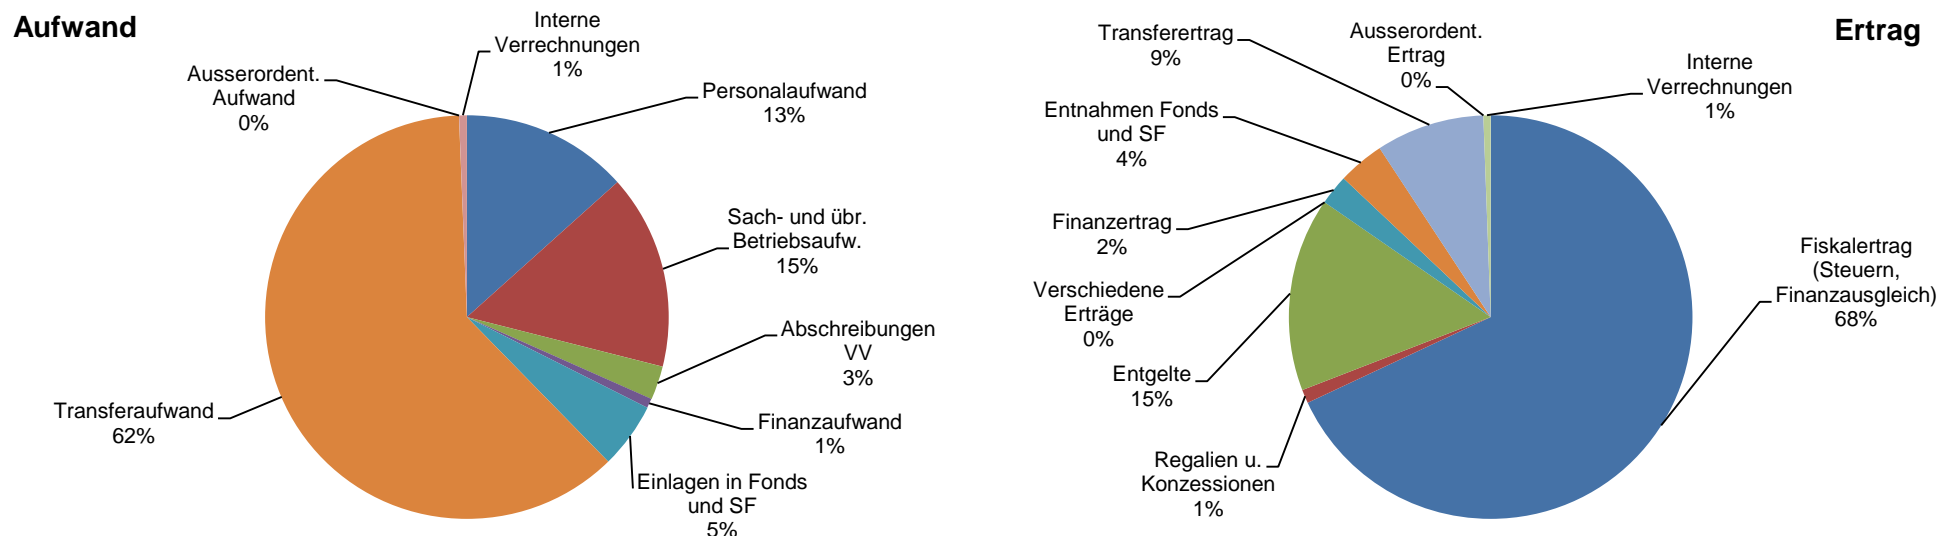 Aufwand
Interne
Verrechnungen
1%
Ausserordent.
Aufwand
0%
Personalaufwand
13%
Sach- und übr.
Betriebsaufw.
15%
Abschreibungen
VV
3%
Finanzaufwand
1%
Einlagen in Fonds
und SF
5%
Transferaufwand
62%
Ertrag
Transferertrag
9%
Ausserordent.
Ertrag
0%
Interne
Verrechnungen
1%
Entnahmen Fonds
und SF
4%
Finanzertrag
2%
Verschiedene
Erträge
0%
Entgelte
15%
Regalien u.
Konzessionen
1%
Fiskalertrag
(Steuern,
Finanzausgleich)
68%